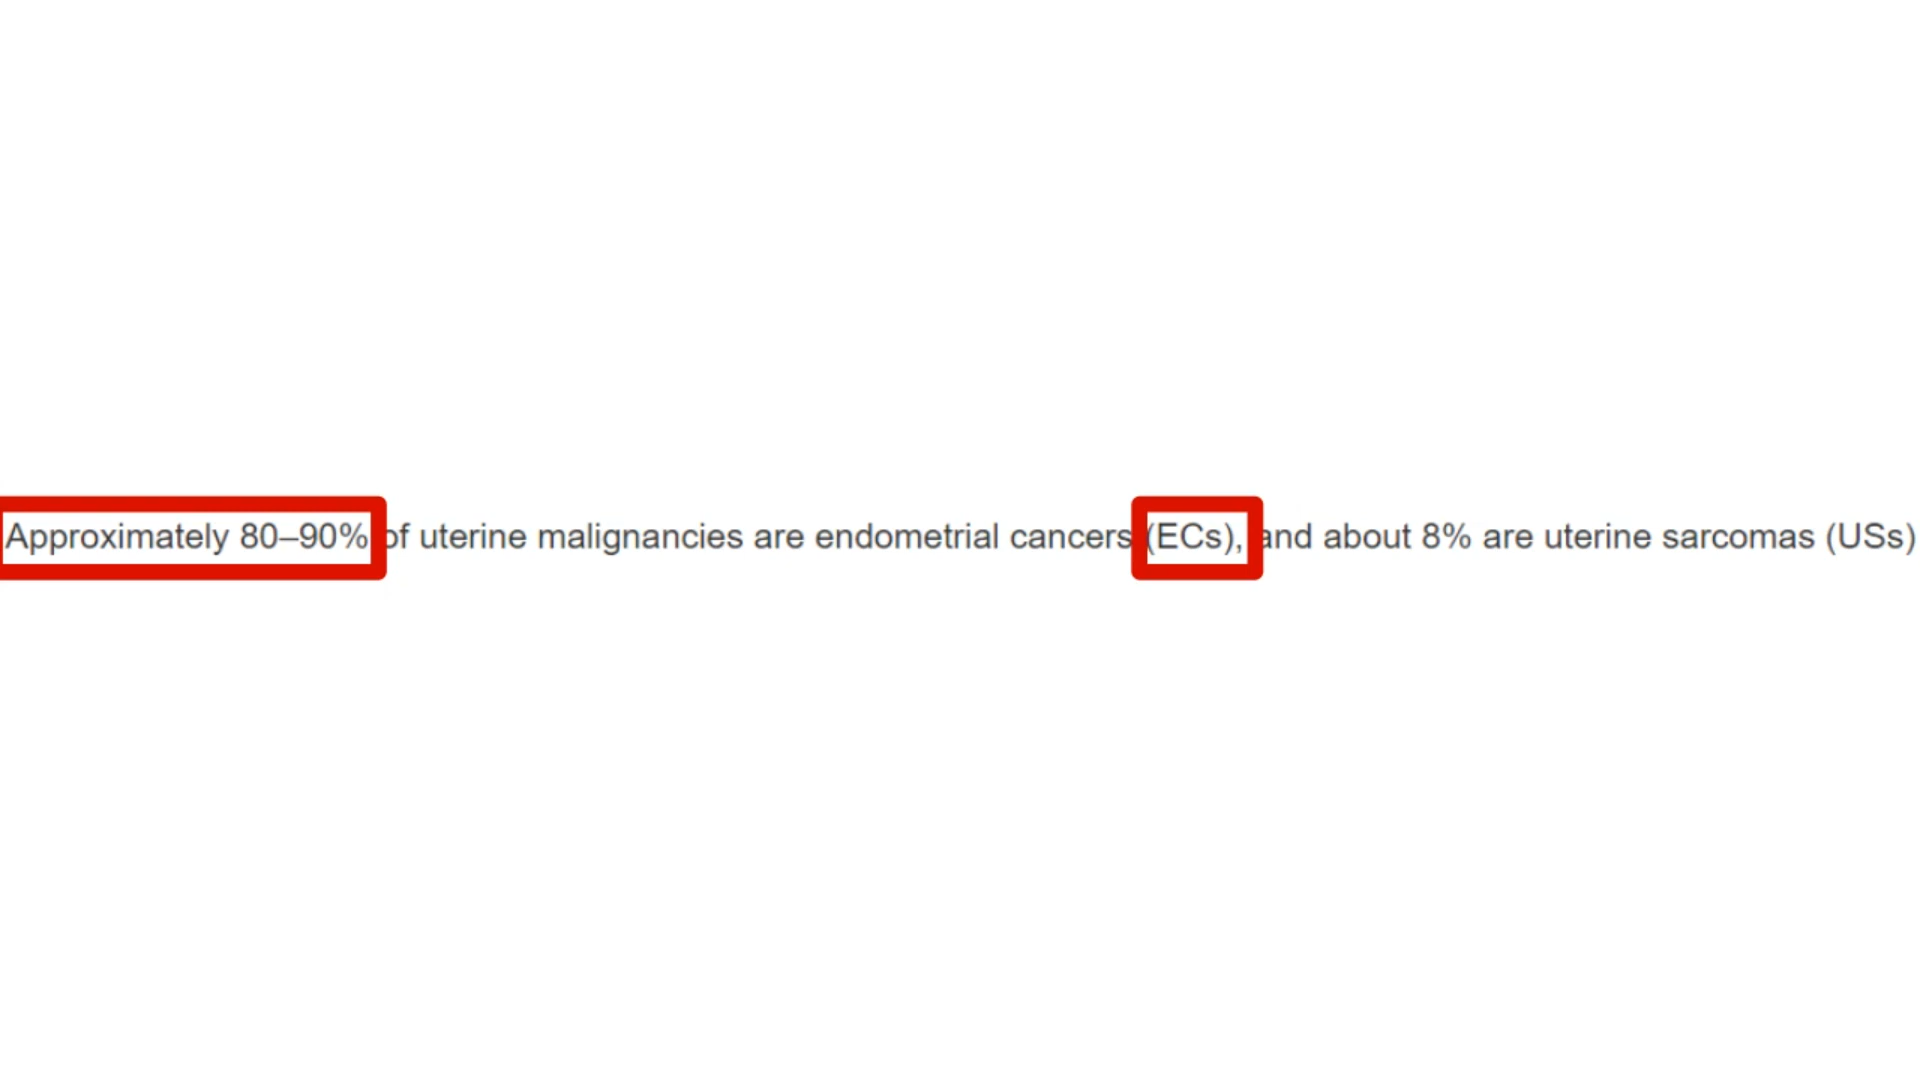 Approximately 80–90% of uterine malignancies are endometrial cancers (ECs), and about 8% are uterine sarcomas (USs)